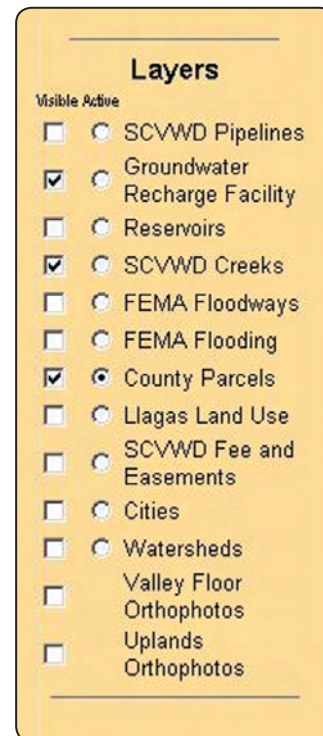 Layers
Visible Active
SCVWD Pipelines
Groundwater
Recharge Facility
Reservoirs
SCVWD Creeks
FEMA Floodways
FEMA Flooding
County Parcels
Llagas Land Use
SCVWD Fee and
Easements
Cities
Watersheds
Valley Floor
Orthophotos
Uplands
Orthophotos